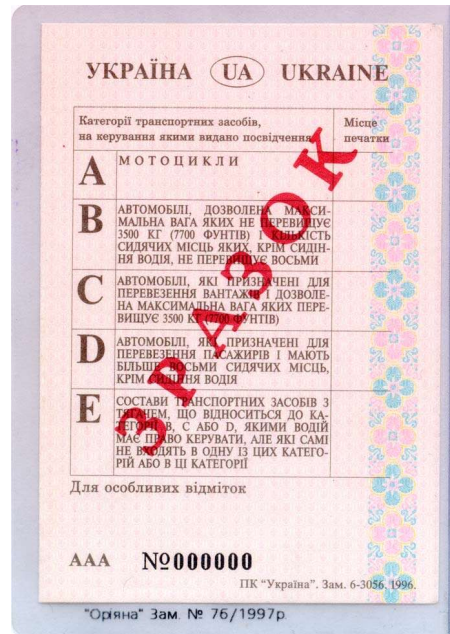 УКРАЇНА UA UKRAINE
Категорії транспортних засобів,
на керування якими видано посвідчення
Місце
печатки
A
МОТОЦИКЛИ
B
АВТОМОБІЛІ, ДОЗВОЛЕНА МАКСИ-
МАЛЬНА ВАГА ЯКИХ НЕ ПЕРЕВИЩУЄ
3500 КГ (7700 ФУНТІВ) І КІЛЬКІСТЬ
СИДЯЧИХ МІСЦЬ ЯКИХ, КРІМ СИДІН-
НЯ ВОДІЯ, НЕ ПЕРЕВИЩУЄ ВОСЬМИ
C
АВТОМОБІЛІ, ЯКІ ПРИЗНАЧЕНІ ДЛЯ
ПЕРЕВЕЗЕННЯ ВАНТАЖІВ І ДОЗВОЛЕ-
НА МАКСИМАЛЬНА ВАГА ЯКИХ ПЕРЕ-
ВИЩУЄ 3500 КГ (7700 ФУНТІВ)
D
АВТОМОБІЛІ, ЯКІ ПРИЗНАЧЕНІ ДЛЯ
ПЕРЕВЕЗЕННЯ ПАСАЖИРІВ І МАЮТЬ
БІЛЬШЕ ВОСЬМИ СИДЯЧИХ МІСЦЬ,
КРІМ СИДІННЯ ВОДІЯ
E
СОСТАВИ ТРАНСПОРТНИХ ЗАСОБІВ З
ТЯГАЧЕМ, ЩО ВІДНОСИТЬСЯ ДО КА-
ТЕГОРІЇ В, С АБО D, ЯКИМИ ВОДІЙ
МАЄ ПРАВО КЕРУВАТИ, АЛЕ ЯКІ САМІ
НЕ ВХОДЯТЬ В ОДНУ ІЗ ЦИХ КАТЕГО-
РІЙ АБО В ЦІ КАТЕГОРІЇ
ЗРАЗОК
Для особливих відміток
ААА №000000
ПК "Україна". Зам. 6-3056. 1996.
"Оріяна" Зам. № 76/1997р.